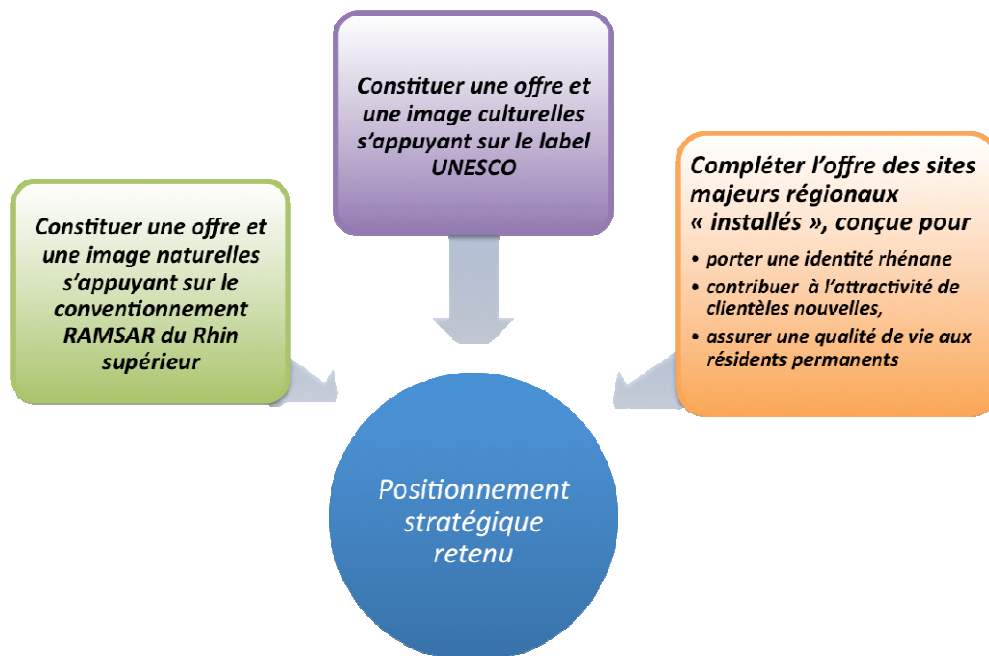 Constituer une offre et
une image culturelles
s'appuyant sur le label
UNESCO
Constituer une offre et
une image naturelles
s'appuyant sur le
conventionnement
RAMSAR du Rhin
supérieur
Compléter l'offre des sites
majeurs régionaux
« installés », conçue pour
• porter une identité rhénane
• contribuer à l'attractivité de
clientèles nouvelles,
• assurer une qualité de vie aux
résidents permanents
Positionnement
stratégique
retenu